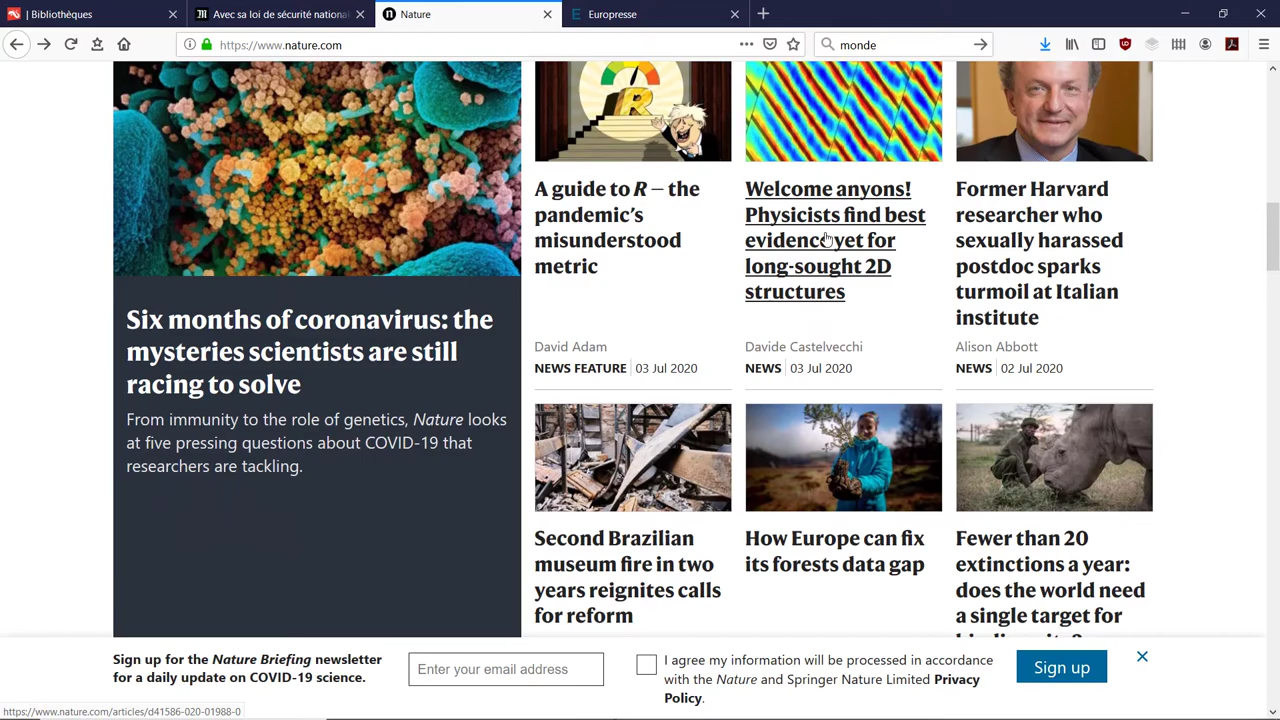 | Bibliothèques
Avec sa loi de sécurité national
Nature
Europresse
https://www.nature.com
monde
A guide to R – the
pandemic's
misunderstood
metric
David Adam
NEWS FEATURE | 03 Jul 2020
Welcome anyons!
Physicists find best
evidence yet for
long-sought 2D
structures
Davide Castelvecchi
NEWS | 03 Jul 2020
Former Harvard
researcher who
sexually harassed
postdoc sparks
turmoil at Italian
institute
Alison Abbott
NEWS | 02 Jul 2020
Six months of coronavirus: the
mysteries scientists are still
racing to solve
From immunity to the role of genetics, Nature looks
at five pressing questions about COVID-19 that
researchers are tackling.
Second Brazilian
museum fire in two
years reignites calls
for reform
How Europe can fix
its forests data gap
Fewer than 20
extinctions a year:
does the world need
a single target for
Sign up for the Nature Briefing newsletter
for a daily update on COVID-19 science.
Enter your email address
I agree my information will be processed in accordance
with the Nature and Springer Nature Limited Privacy
Policy.
Sign up
https://www.nature.com/articles/d41586-020-01988-0